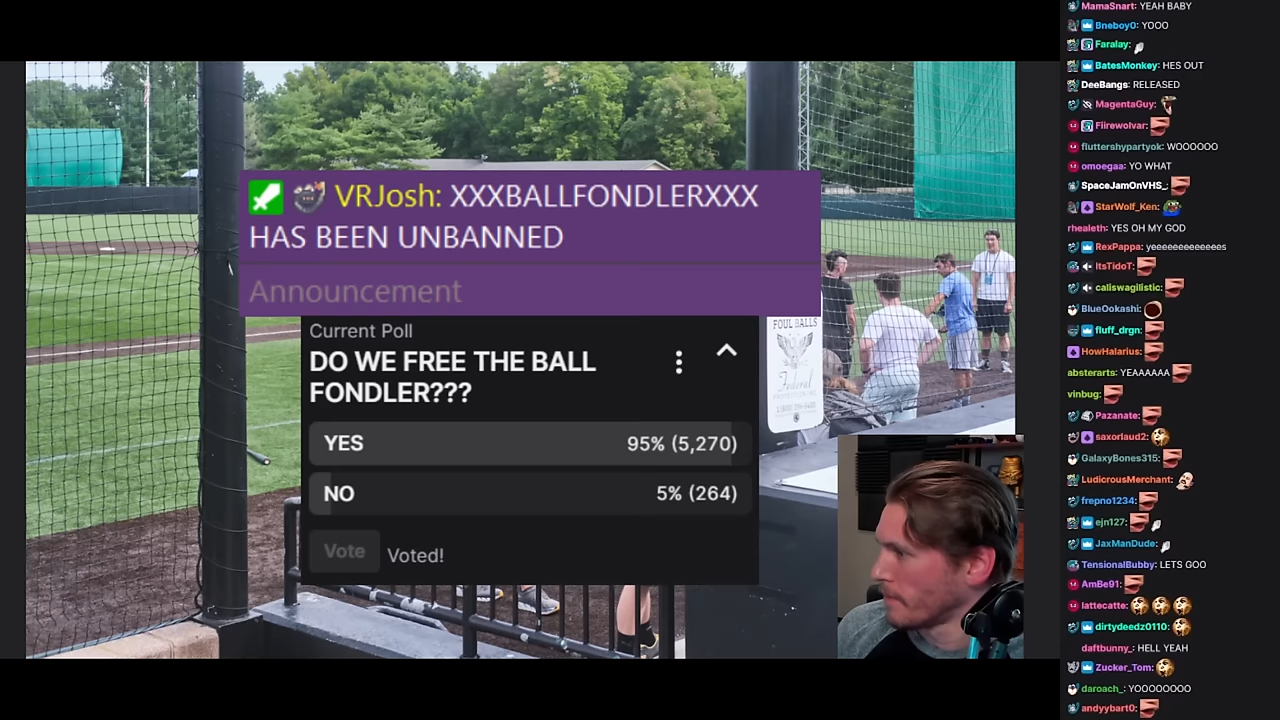 VRJosh: XXXBALLFONDLERXXX
HAS BEEN UNBANNED
Announcement
Current Poll
DO WE FREE THE BALL
FONDLER???
YES 95% (5,270)
NO 5% (264)
Vote Voted!
FOUL BALLS
Federal
MamaSnart: YEAH BABY
Bneboy0: YOOO
Faralay:
BatesMonkey: HES OUT
DeeBangs: RELEASED
MagentaGuy:
Fiirewolvar:
fluttershypartyok: WOOOOOO
omoegaa: YO WHAT
SpaceJamOnVHS_:
StarWolf_Ken:
rhealeth: YES OH MY GOD
RexPappa: yeeeeeeeeeeees
ItsTidoT:
caliswagilistic:
BlueOokashi:
fluff_drgn:
HowHalarius:
absterarts: YEAAAAAA
vinbug:
Pazanate:
saxorlaud2:
GalaxyBones315:
LudicrousMerchant:
frepno1234:
ejn127:
JaxManDude:
TensionalBubby: LETS GOO
AmBe91:
lattecatte:
dirtydeedz0110:
daftbunny_: HELL YEAH
Zucker_Tom:
daroach_: YOOOOOOOO
andyybart0: